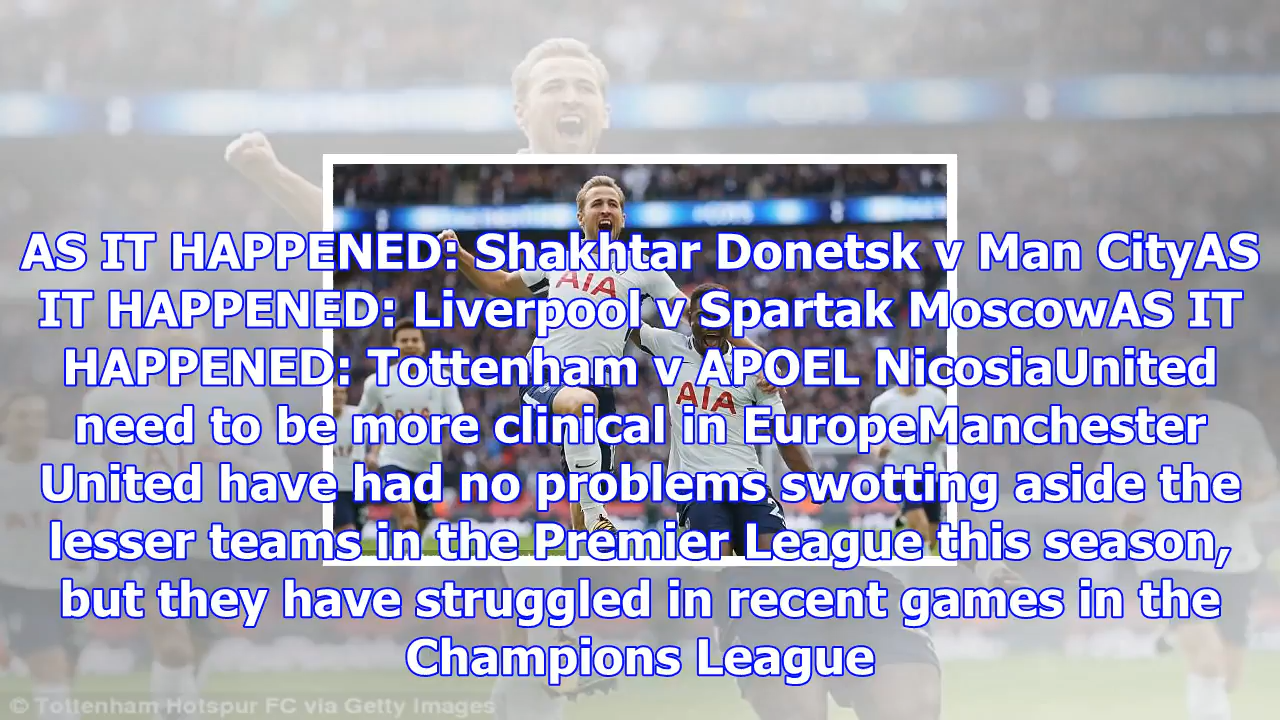 AS IT HAPPENED: Shakhtar Donetsk v Man CityAS
IT HAPPENED: Liverpool v Spartak MoscowAS IT
HAPPENED: Tottenham v APOEL NicosiaUnited
need to be more clinical in EuropeManchester
United have had no problems swotting aside the
lesser teams in the Premier League this season,
but they have struggled in recent games in the
Champions League
AIA
AIA
© Tottenham Hotspur FC via Getty Images